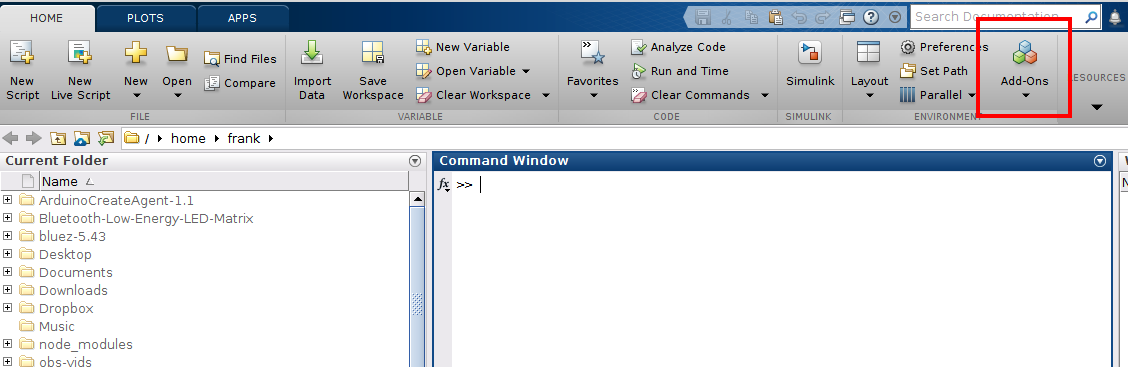 HOME
PLOTS
APPS
Search Documentation
New Script
New Live Script
New
Open
Find Files
Compare
Import Data
Save Workspace
New Variable
Open Variable
Clear Workspace
Favorites
Analyze Code
Run and Time
Clear Commands
Simulink
Layout
Preferences
Set Path
Parallel
Add-Ons
ESOURCES
FILE
VARIABLE
CODE
SIMULINK
ENVIRONMENT
/ home frank
Current Folder
Name
ArduinoCreateAgent-1.1
Bluetooth-Low-Energy-LED-Matrix
bluez-5.43
Desktop
Documents
Downloads
Dropbox
Music
node_modules
obs-vids
Command Window
fx >>